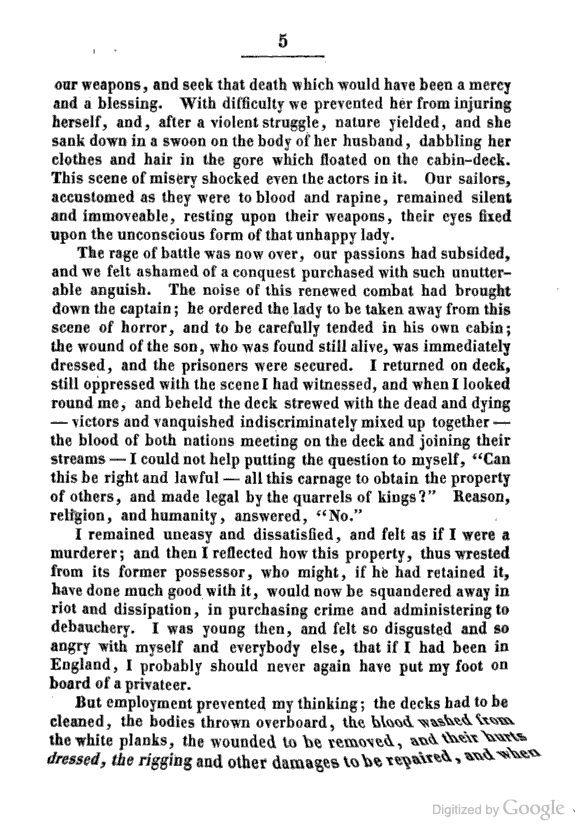 5
our weapons, and seek that death which would have been a mercy
and a blessing. With difficulty we prevented her from injuring
herself, and, after a violent struggle, nature yielded, and she
sank down in a swoon on the body of her husband, dabbling her
clothes and hair in the gore which floated on the cabin-deck.
This scene of misery shocked even the actors in it. Our sailors,
accustomed as they were to blood and rapine, remained silent
and immoveable, resting upon their weapons, their eyes fixed
upon the unconscious form of that unhappy lady.
The rage of battle was now over, our passions had subsided,
and we felt ashamed of a conquest purchased with such unutter-
able anguish. The noise of this renewed combat had brought
down the captain; he ordered the lady to be taken away from this
scene of horror, and to be carefully tended in his own cabin;
the wound of the son, who was found still alive, was immediately
dressed, and the prisoners were secured. I returned on deck,
still oppressed with the scene I had witnessed, and when I looked
round me, and beheld the deck strewed with the dead and dying
— victors and vanquished indiscriminately mixed up together —
the blood of both nations meeting on the deck and joining their
streams — I could not help putting the question to myself, “Can
this be right and lawful — all this carnage to obtain the property
of others, and made legal by the quarrels of kings?” Reason,
religion, and humanity, answered, “No.”
I remained uneasy and dissatisfied, and felt as if I were a
murderer; and then I reflected how this property, thus wrested
from its former possessor, who might, if he had retained it,
have done much good with it, would now be squandered away in
riot and dissipation, in purchasing crime and administering to
debauchery. I was young then, and felt so disgusted and so
angry with myself and everybody else, that if I had been in
England, I probably should never again have put my foot on
board of a privateer.
But employment prevented my thinking; the decks had to be
cleaned, the bodies thrown overboard, the blood washed from
the white planks, the wounded to be removed, and their hurts
dressed, the rigging and other damages to be repaired, and when
Digitized by Google